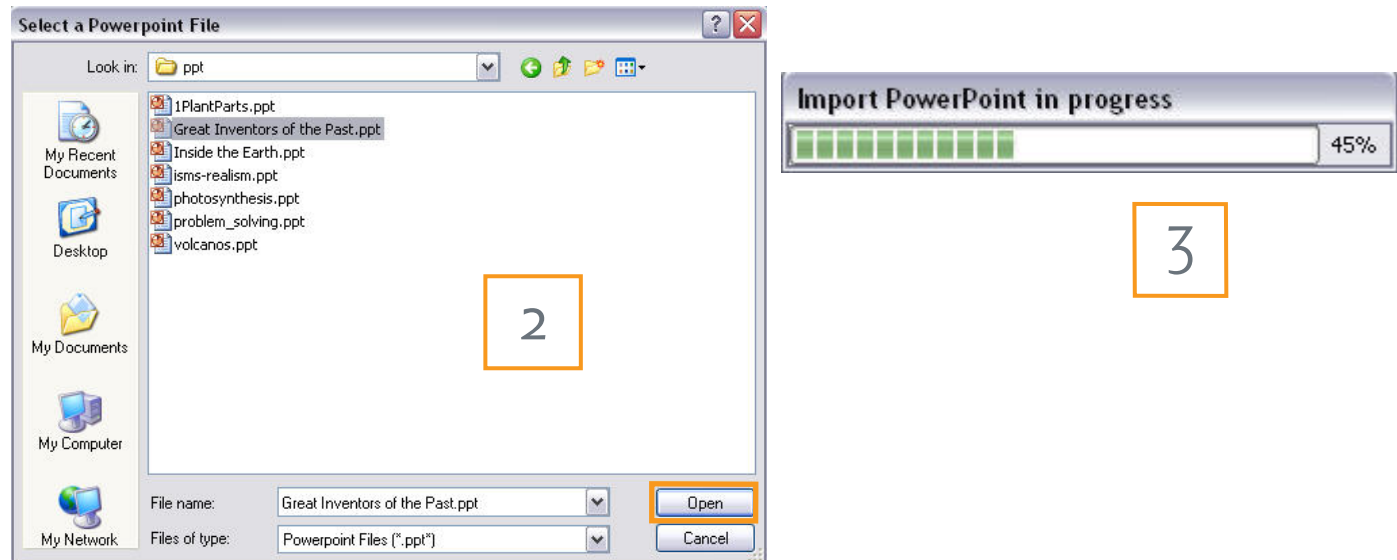 Select a Powerpoint File
Look in: ppt
1PlantParts.ppt
Great Inventors of the Past.ppt
Inside the Earth.ppt
isms-realism.ppt
photosynthesis.ppt
problem_solving.ppt
volcanos.ppt
My Recent
Documents
Desktop
My Documents
My Computer
My Network
File name: Great Inventors of the Past.ppt Open
Files of type: Powerpoint Files (*.ppt*) Cancel
2
Import PowerPoint in progress
45%
3